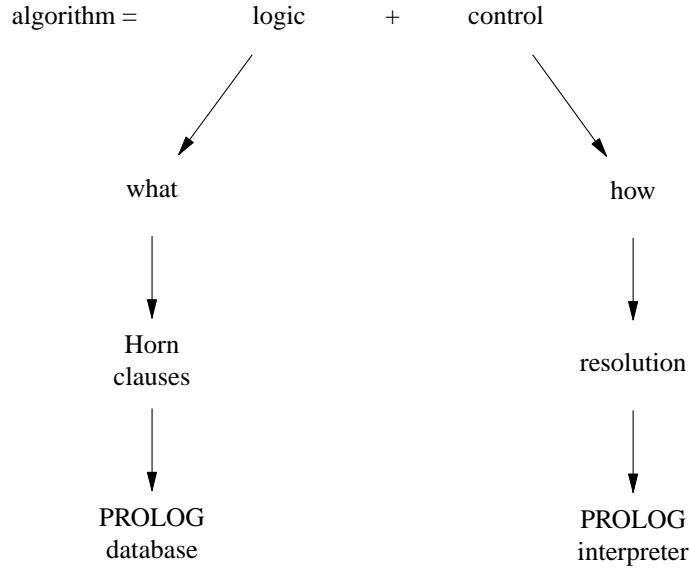 algorithm = logic + control
what how
Horn
clauses
resolution
PROLOG
database
PROLOG
interpreter